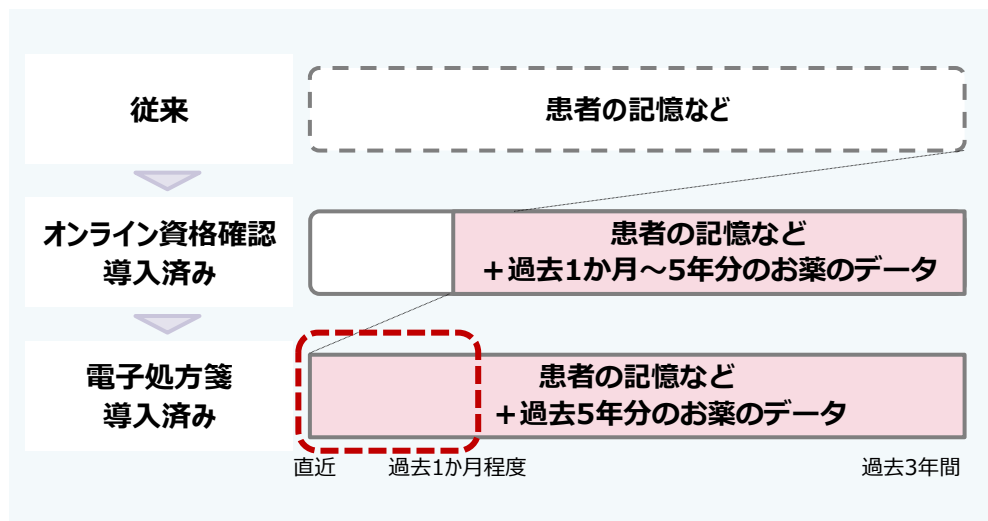 従来
患者の記憶など
オンライン資格確認
導入済み
患者の記憶など
＋過去1か月～5年分のお薬のデータ
電子処方箋
導入済み
患者の記憶など
＋過去5年分のお薬のデータ
直近
過去1か月程度
過去3年間